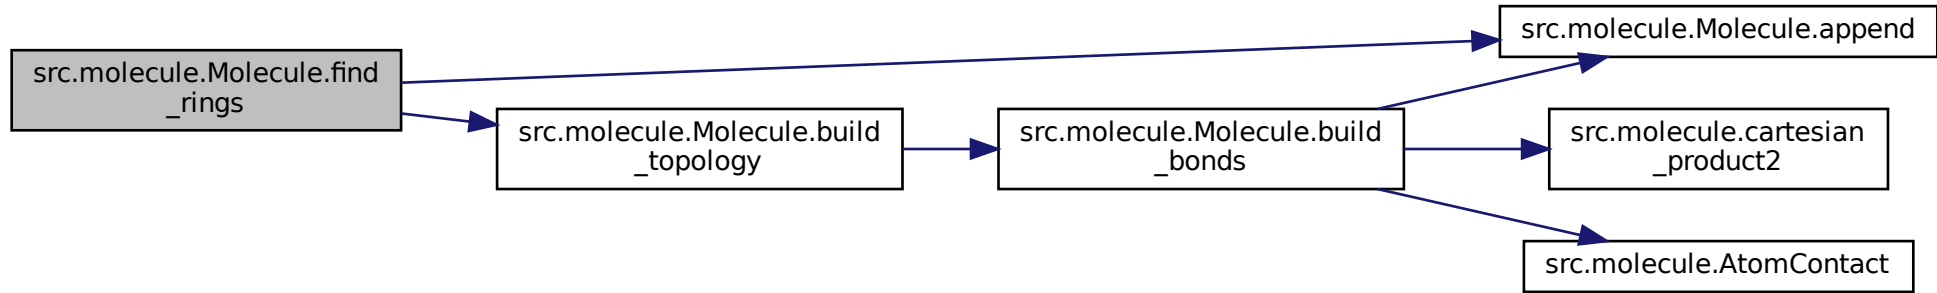 src.molecule.Molecule.find
_rings
src.molecule.Molecule.build
_topology
src.molecule.Molecule.build
_bonds
src.molecule.Molecule.append
src.molecule.cartesian
_product2
src.molecule.AtomContact